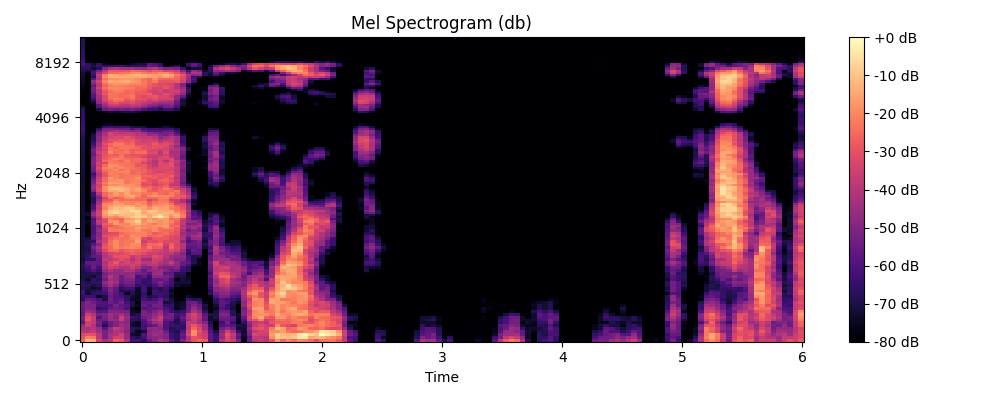 Mel Spectrogram (db)
8192
4096
2048
1024
512
0
Hz
0 1 2 3 4 5 6
Time
+0 dB
-10 dB
-20 dB
-30 dB
-40 dB
-50 dB
-60 dB
-70 dB
-80 dB